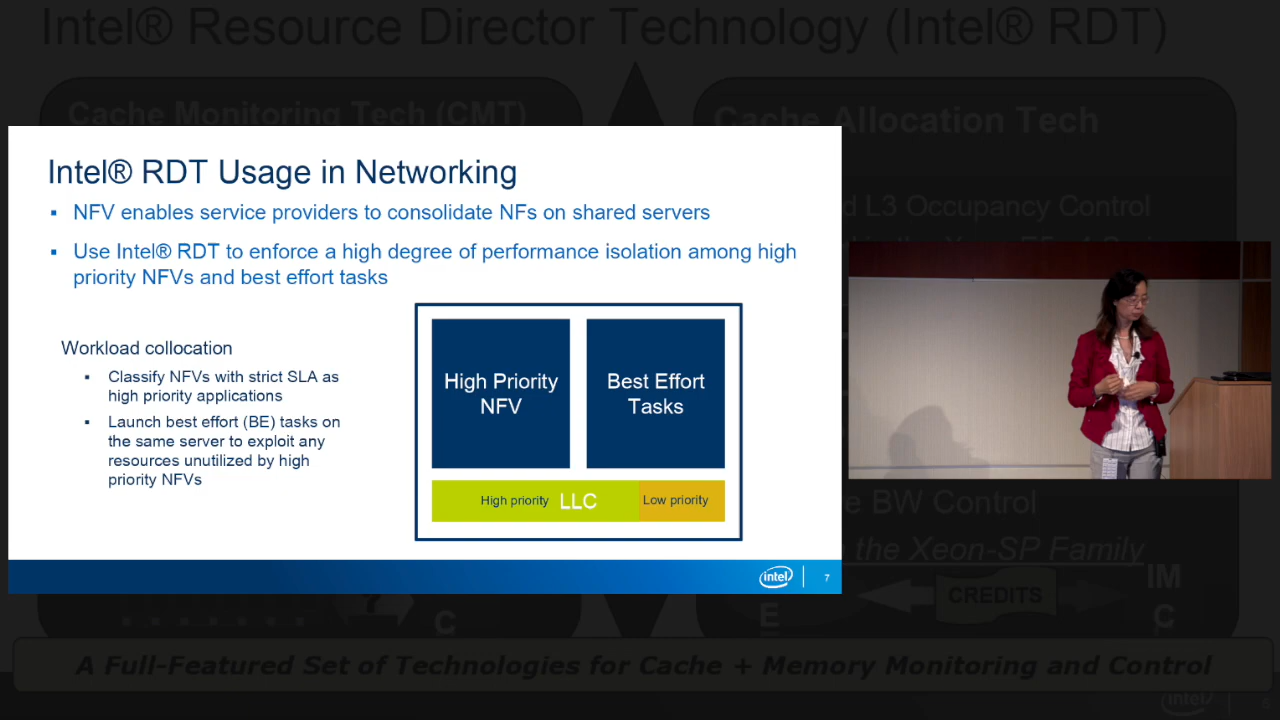 Intel® Resource Director Technology (Intel® RDT)
Cache Monitoring Tech (CMT)
Cache Allocation Tech
Intel® RDT Usage in Networking
▪ NFV enables service providers to consolidate NFs on shared servers
▪ Use Intel® RDT to enforce a high degree of performance isolation among high
priority NFVs and best effort tasks
Workload collocation
▪ Classify NFVs with strict SLA as
high priority applications
▪ Launch best effort (BE) tasks on
the same server to exploit any
resources unutilized by high
priority NFVs
High Priority
NFV
Best Effort
Tasks
High priority LLC Low priority
intel 7
d L3 Occupancy Control
BW Control
the Xeon-SP Family
CREDITS
IM
C
E
?
C
A Full-Featured Set of Technologies for Cache + Memory Monitoring and Control
intel